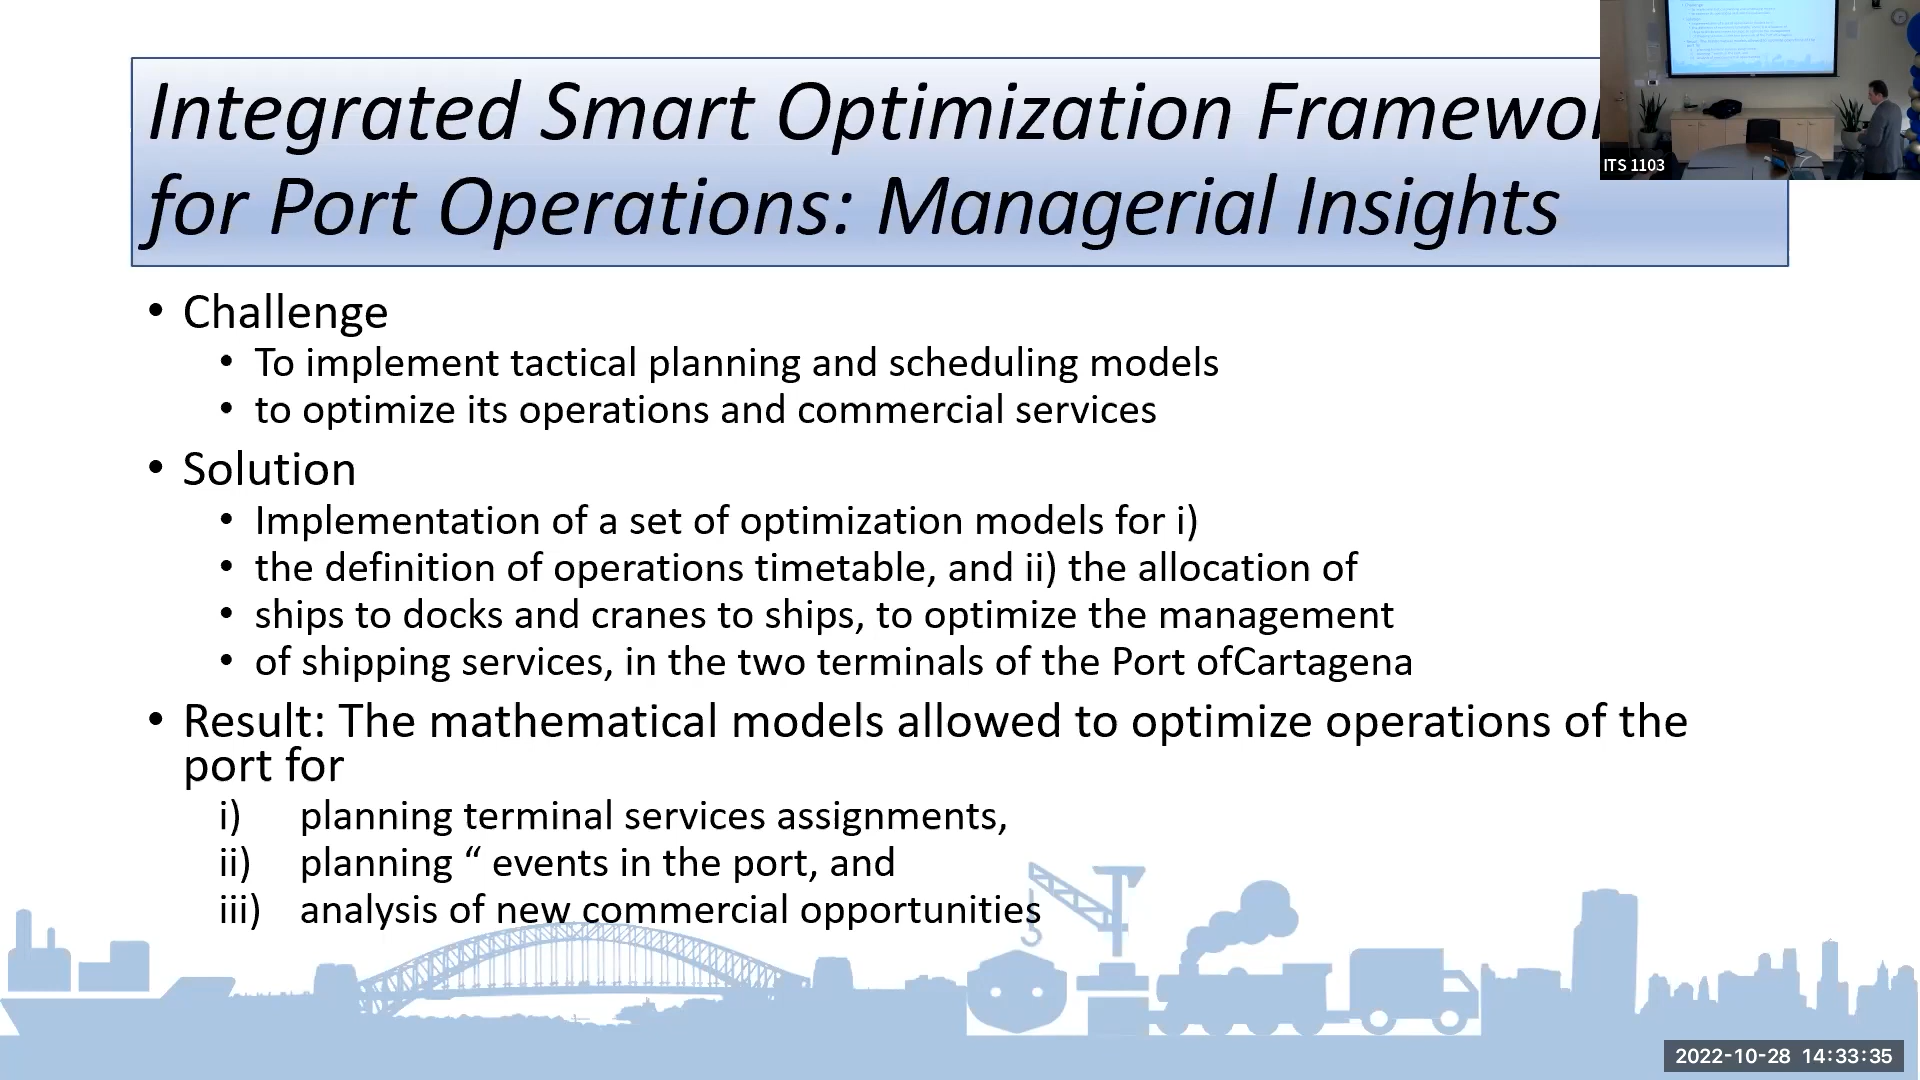 Integrated Smart Optimization Framewor
for Port Operations: Managerial Insights
ITS 1103
• Challenge
• To implement tactical planning and scheduling models
• to optimize its operations and commercial services
• Solution
• Implementation of a set of optimization models for i)
• the definition of operations timetable, and ii) the allocation of
• ships to docks and cranes to ships, to optimize the management
• of shipping services, in the two terminals of the Port ofCartagena
• Result: The mathematical models allowed to optimize operations of the
port for
i) planning terminal services assignments,
ii) planning “ events in the port, and
iii) analysis of new commercial opportunities
2022-10-28 14:33:35